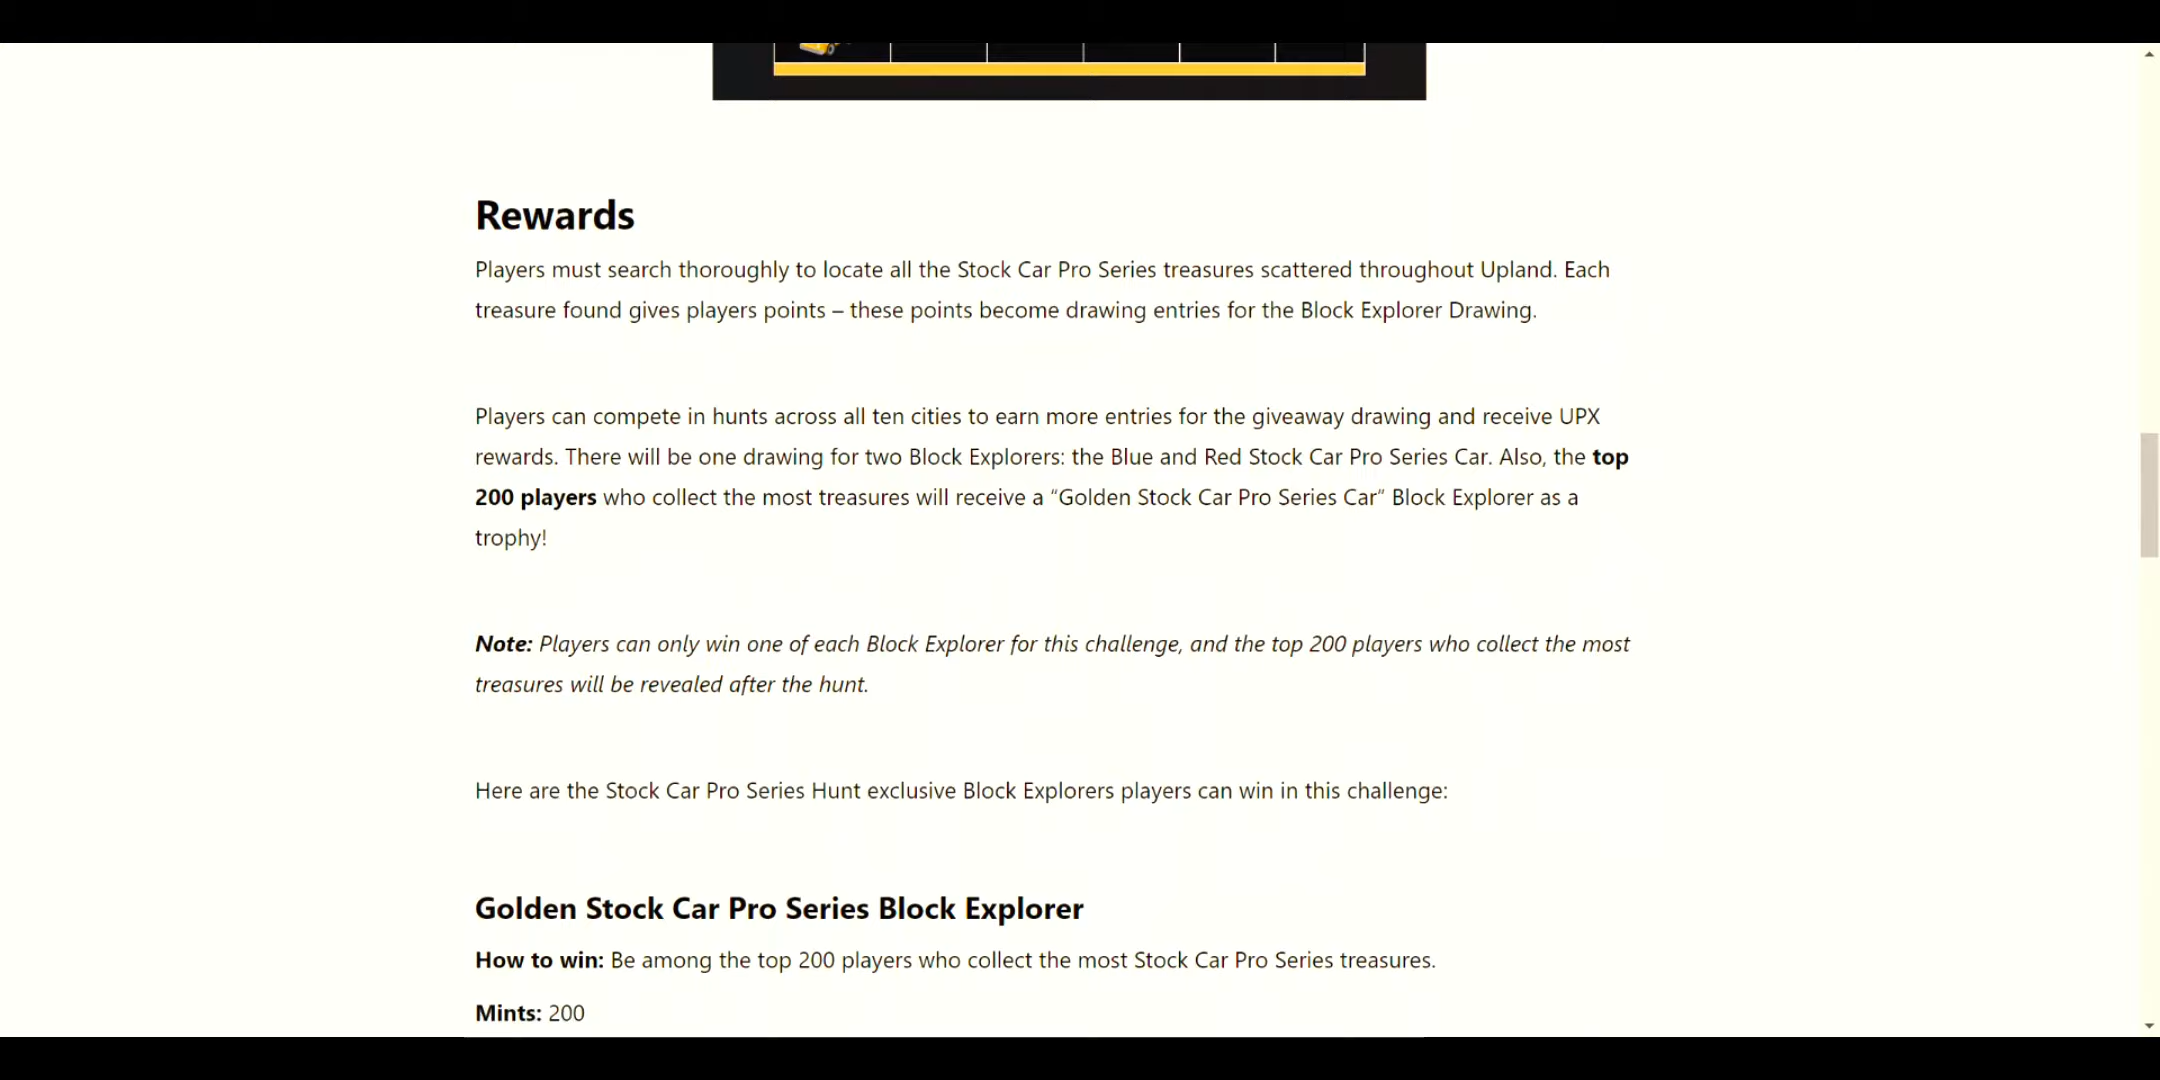 Rewards
Players must search thoroughly to locate all the Stock Car Pro Series treasures scattered throughout Upland. Each
treasure found gives players points – these points become drawing entries for the Block Explorer Drawing.
Players can compete in hunts across all ten cities to earn more entries for the giveaway drawing and receive UPX
rewards. There will be one drawing for two Block Explorers: the Blue and Red Stock Car Pro Series Car. Also, the top
200 players who collect the most treasures will receive a “Golden Stock Car Pro Series Car” Block Explorer as a
trophy!
Note: Players can only win one of each Block Explorer for this challenge, and the top 200 players who collect the most
treasures will be revealed after the hunt.
Here are the Stock Car Pro Series Hunt exclusive Block Explorers players can win in this challenge:
Golden Stock Car Pro Series Block Explorer
How to win: Be among the top 200 players who collect the most Stock Car Pro Series treasures.
Mints: 200